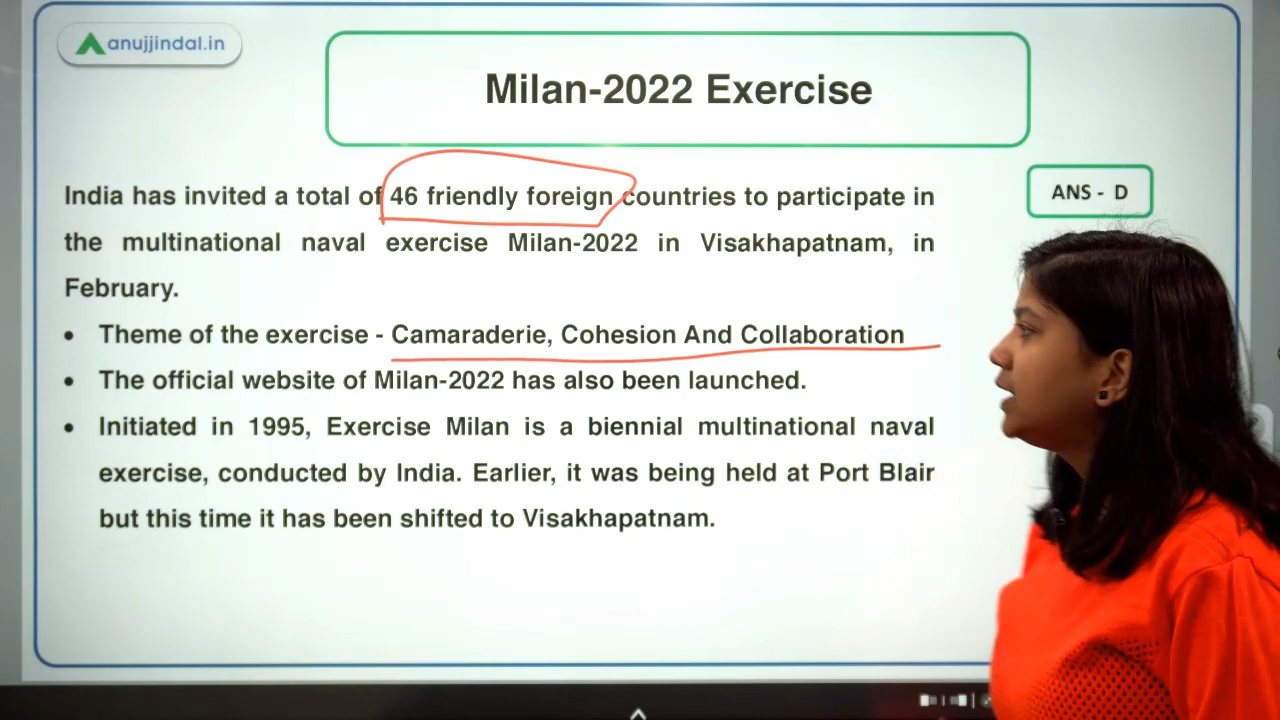 anujjindal.in
Milan-2022 Exercise
India has invited a total of 46 friendly foreign countries to participate in
the multinational naval exercise Milan-2022 in Visakhapatnam, in
February.
ANS - D
• Theme of the exercise - Camaraderie, Cohesion And Collaboration
• The official website of Milan-2022 has also been launched.
• Initiated in 1995, Exercise Milan is a biennial multinational naval
exercise, conducted by India. Earlier, it was being held at Port Blair
but this time it has been shifted to Visakhapatnam.